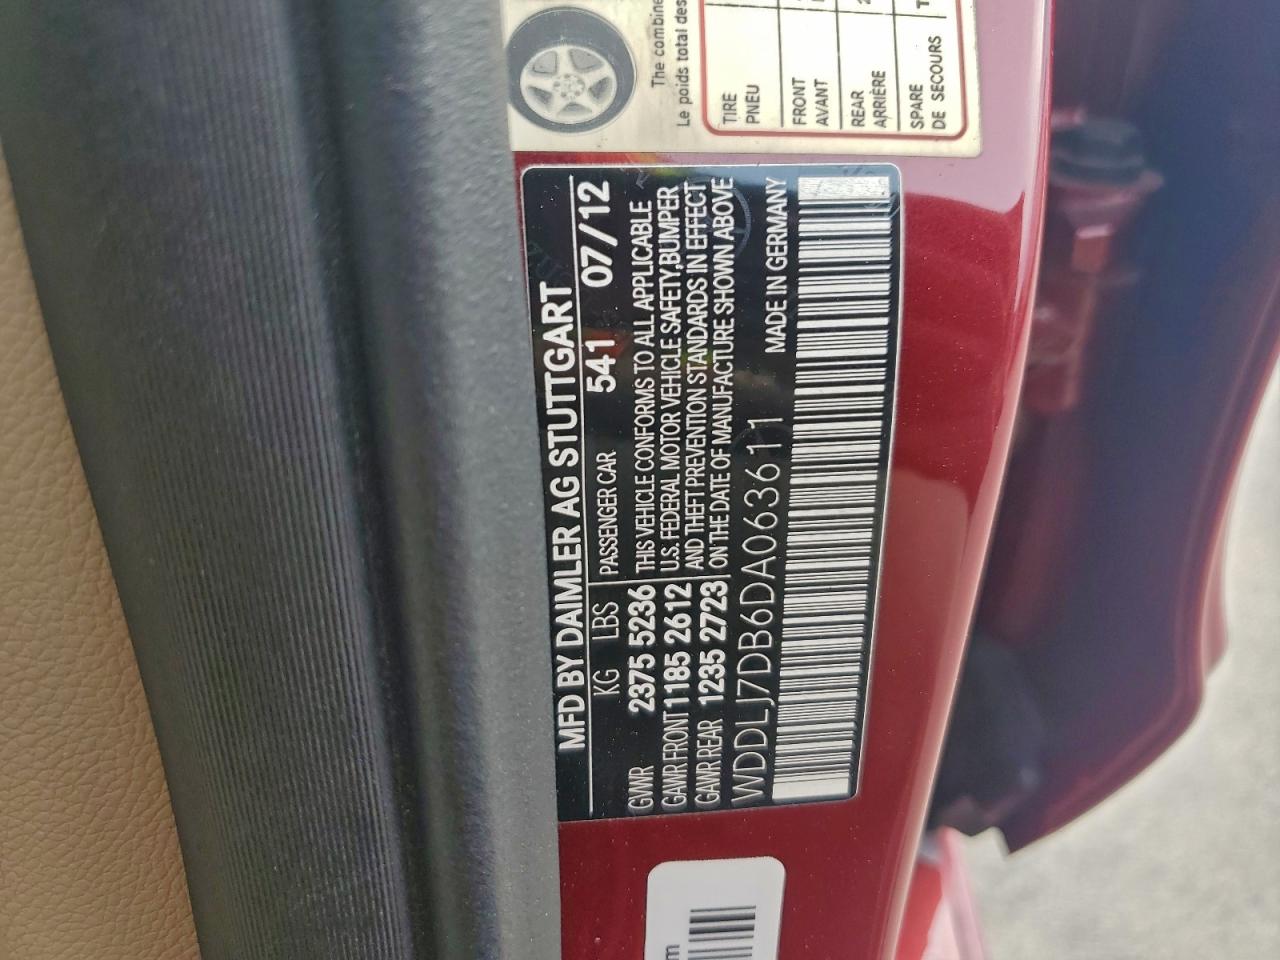 The combine
Le poids total des
TIRE
PNEU
FRONT
AVANT
REAR
ARRIÈRE
SPARE
DE SECOURS
MFD BY DAIMLER AG STUTTGART
KG LBS PASSENGER CAR 541 07/12
GVWR 2375 5236 THIS VEHICLE CONFORMS TO ALL APPLICABLE
GAWR FRONT 1185 2612 U.S. FEDERAL MOTOR VEHICLE SAFETY,BUMPER
GAWR REAR 1235 2723 AND THEFT PREVENTION STANDARDS IN EFFECT
ON THE DATE OF MANUFACTURE SHOWN ABOVE
WDDLJ7DB6DA063611 MADE IN GERMANY